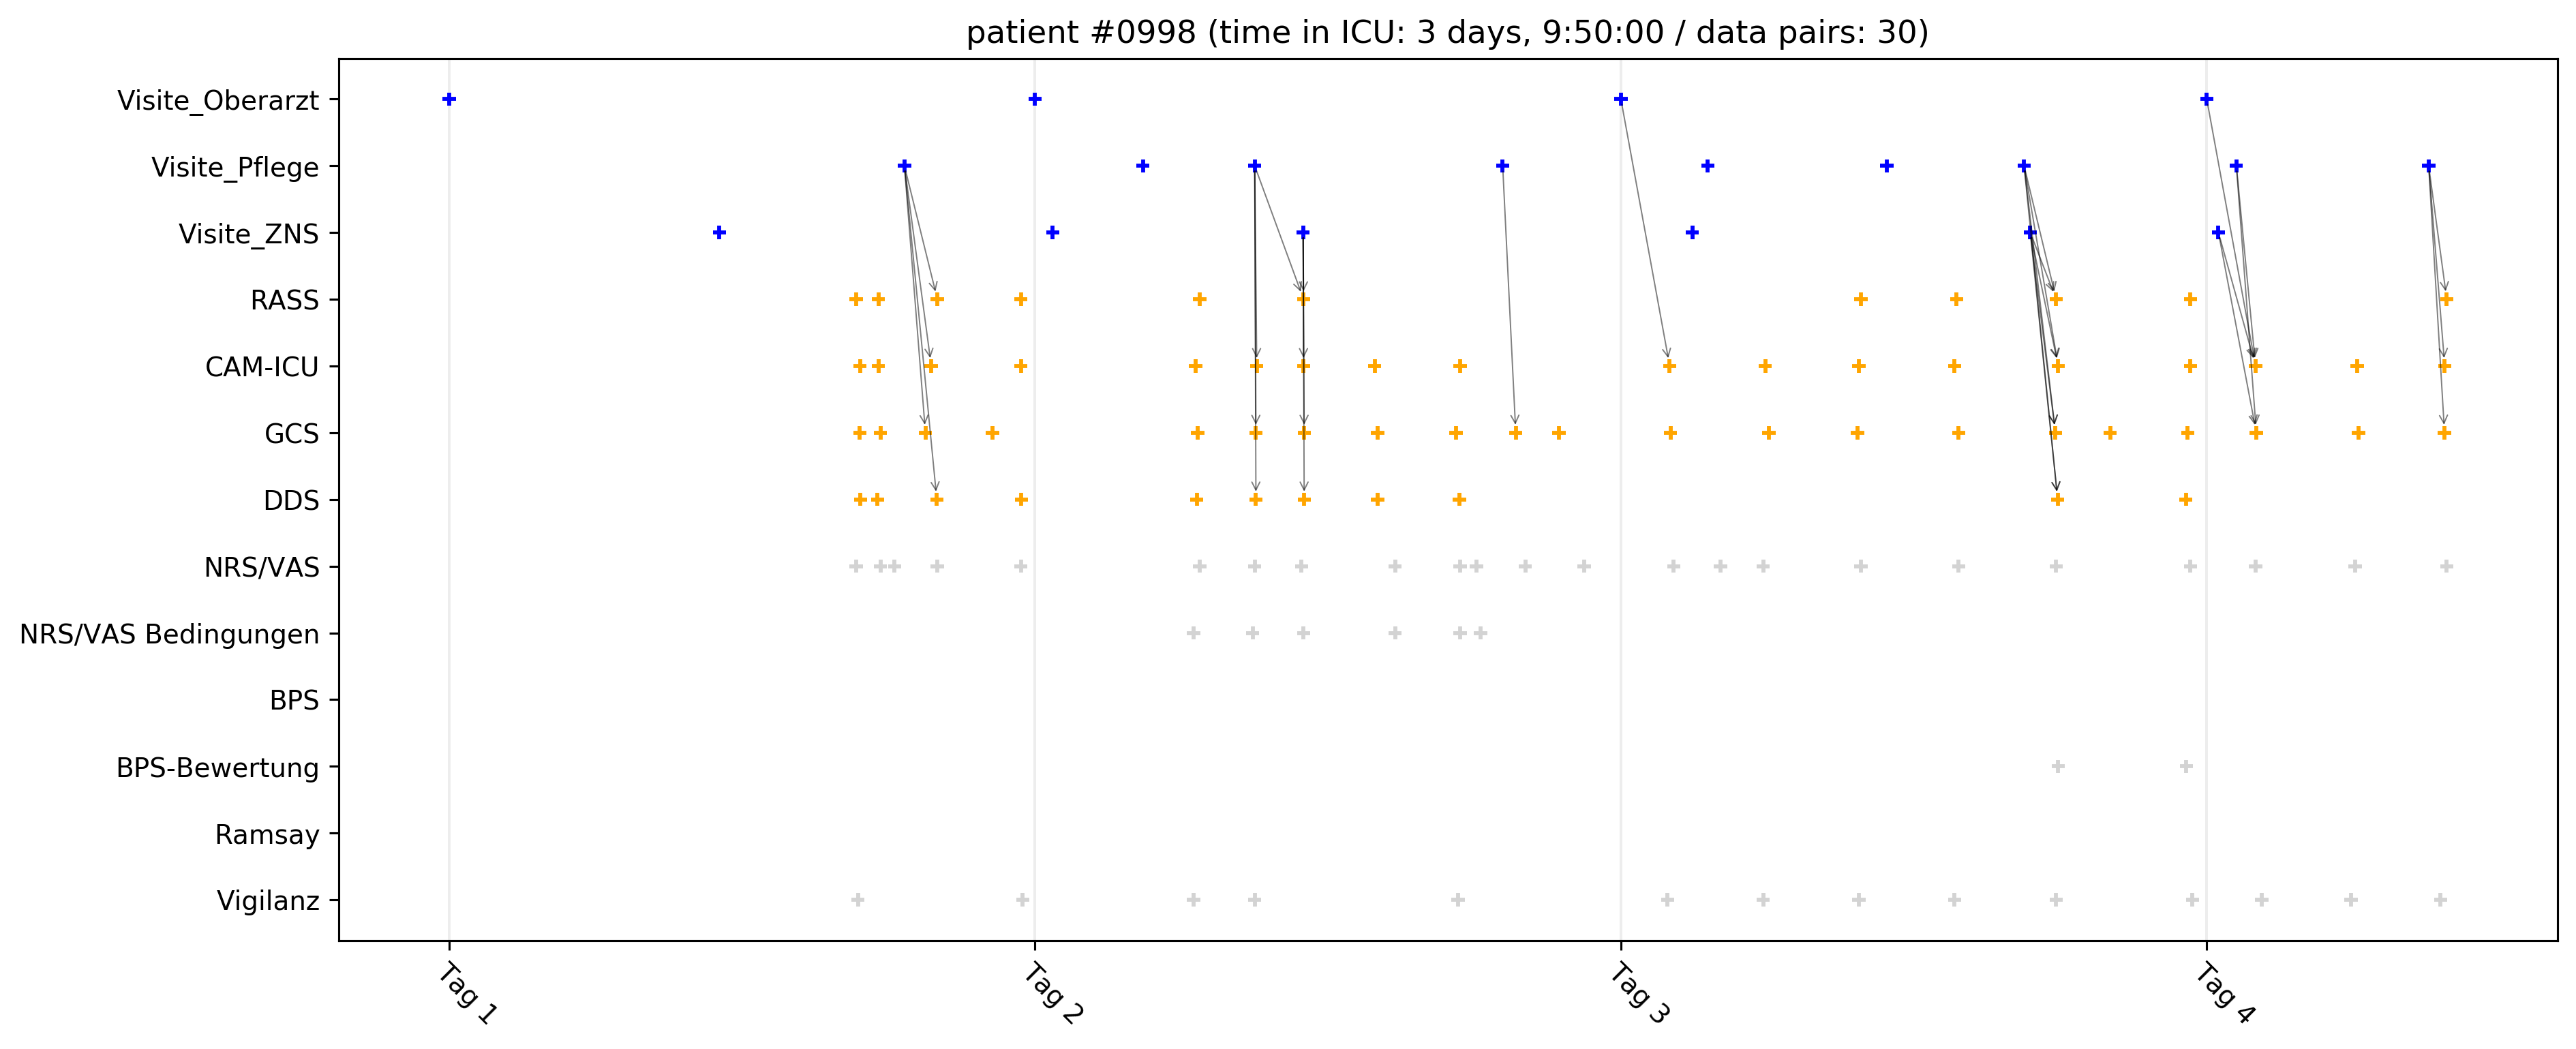 patient #0998 (time in ICU: 3 days, 9:50:00 / data pairs: 30)
Visite_Oberarzt
Visite_Pflege
Visite_ZNS
RASS
CAM-ICU
GCS
DDS
NRS/VAS
NRS/VAS Bedingungen
BPS
BPS-Bewertung
Ramsay
Vigilanz
Tag 1
Tag 2
Tag 3
Tag 4